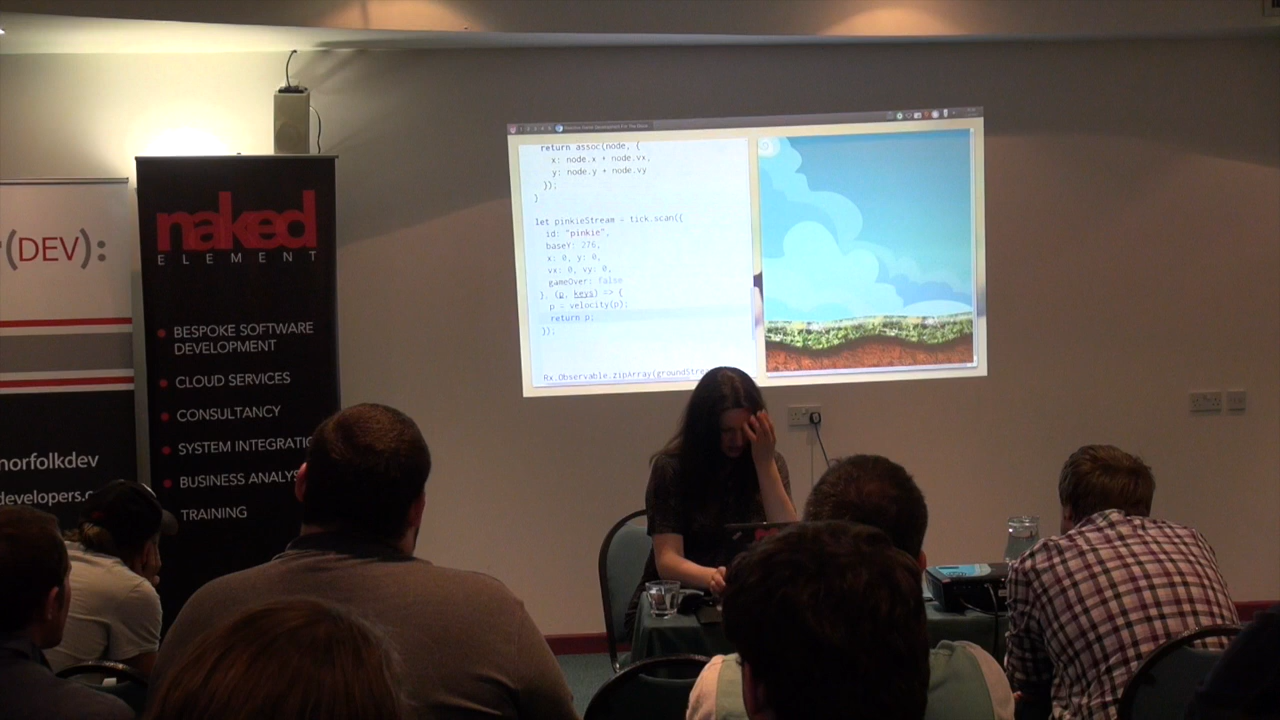 (DEV):
norfolkdev
developers.c
naked
ELEMENT
BESPOKE SOFTWARE
DEVELOPMENT
CLOUD SERVICES
CONSULTANCY
SYSTEM INTEGRATIO
BUSINESS ANALYS
TRAINING
return assoc(node, {
x: node.x + node.vx,
y: node.y + node.vy
});
}
let pinkieStream = tick.scan({
id: "pinkie",
baseY: 276,
x: 0, y: 0,
vx: 0, vy: 0,
gameOver: false
}, (p, keys) => {
p = velocity(p);
return p;
});
Rx.Observable.zipArray(groundStre